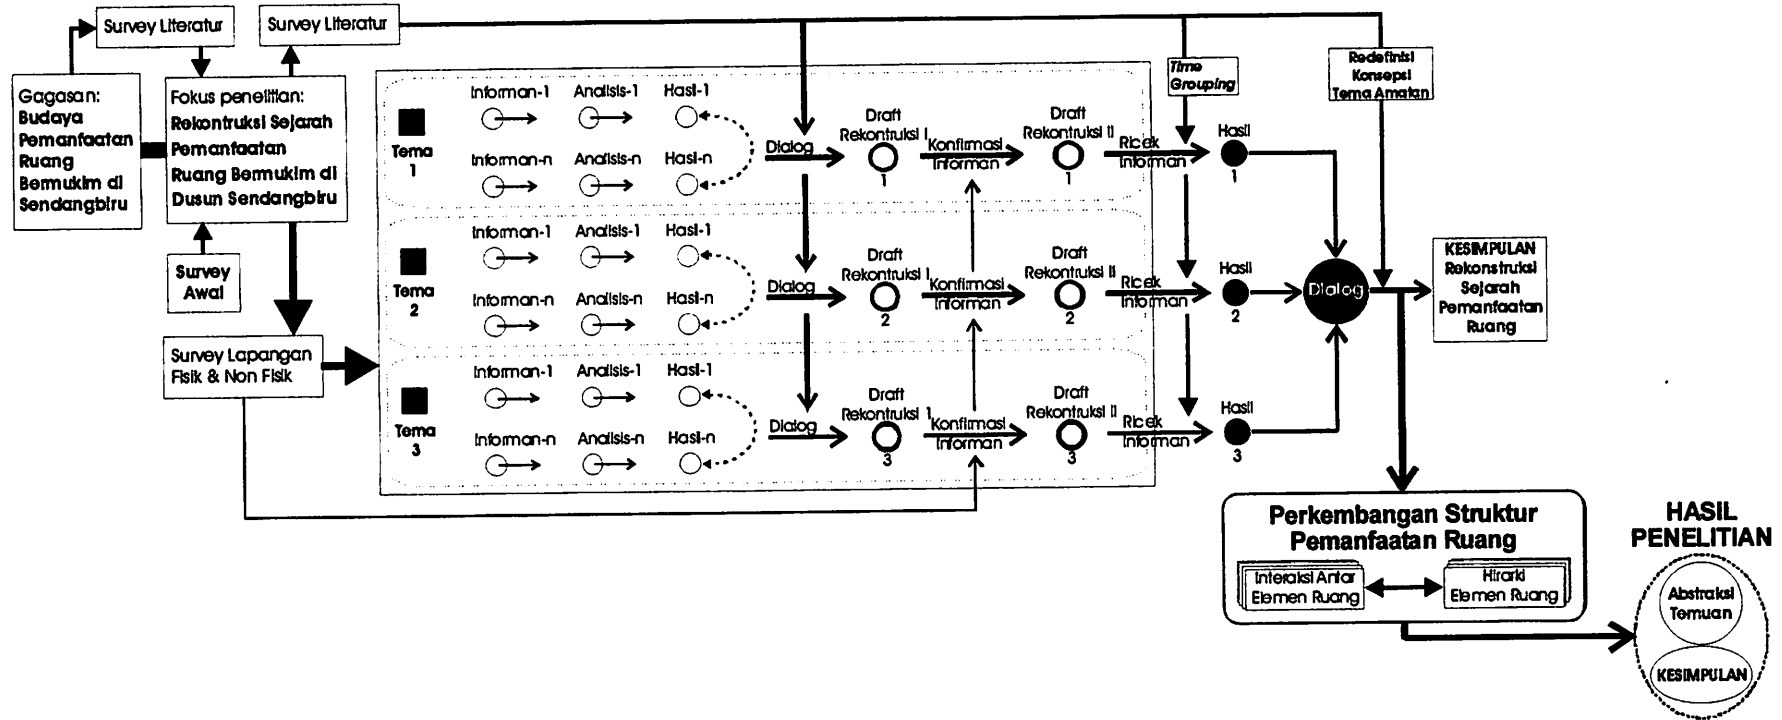 Survey Literatur
Survey Literatur
Gagasan:
Budaya
Pemanfaatan
Ruang
Bermukim di
Sendangbiru
Fokus penelitian:
Rekontruksi Sejarah
Pemanfaatan
Ruang Bermukim di
Dusun Sendangbiru
Survey
Awal
Survey Lapangan
Fisik & Non Fisik
Tema
1
Informan-1
Analisis-1
Hasil-1
Informan-n
Analisis-n
Hasil-n
Dialog
Draft
Rekontruksi I
1
Konfirmasi
Informan
Draft
Rekontruksi II
1
Ricek
Informan
Hasil
1
Tema
2
Informan-1
Analisis-1
Hasil-1
Informan-n
Analisis-n
Hasil-n
Dialog
Draft
Rekontruksi I
2
Konfirmasi
Informan
Draft
Rekontruksi II
2
Ricek
Informan
Hasil
2
Tema
3
Informan-1
Analisis-1
Hasil-1
Informan-n
Analisis-n
Hasil-n
Dialog
Draft
Rekontruksi I
3
Konfirmasi
Informan
Draft
Rekontruksi II
3
Ricek
Informan
Hasil
3
Time
Grouping
Redefinisi
Konsepsi
Tema Amatan
Dialog
KESIMPULAN
Rekonstruksi
Sejarah
Pemanfaatan
Ruang
Perkembangan Struktur
Pemanfaatan Ruang
Interaksi Antar
Elemen Ruang
Hirarki
Elemen Ruang
HASIL
PENELITIAN
Abstraksi
Temuan
KESIMPULAN